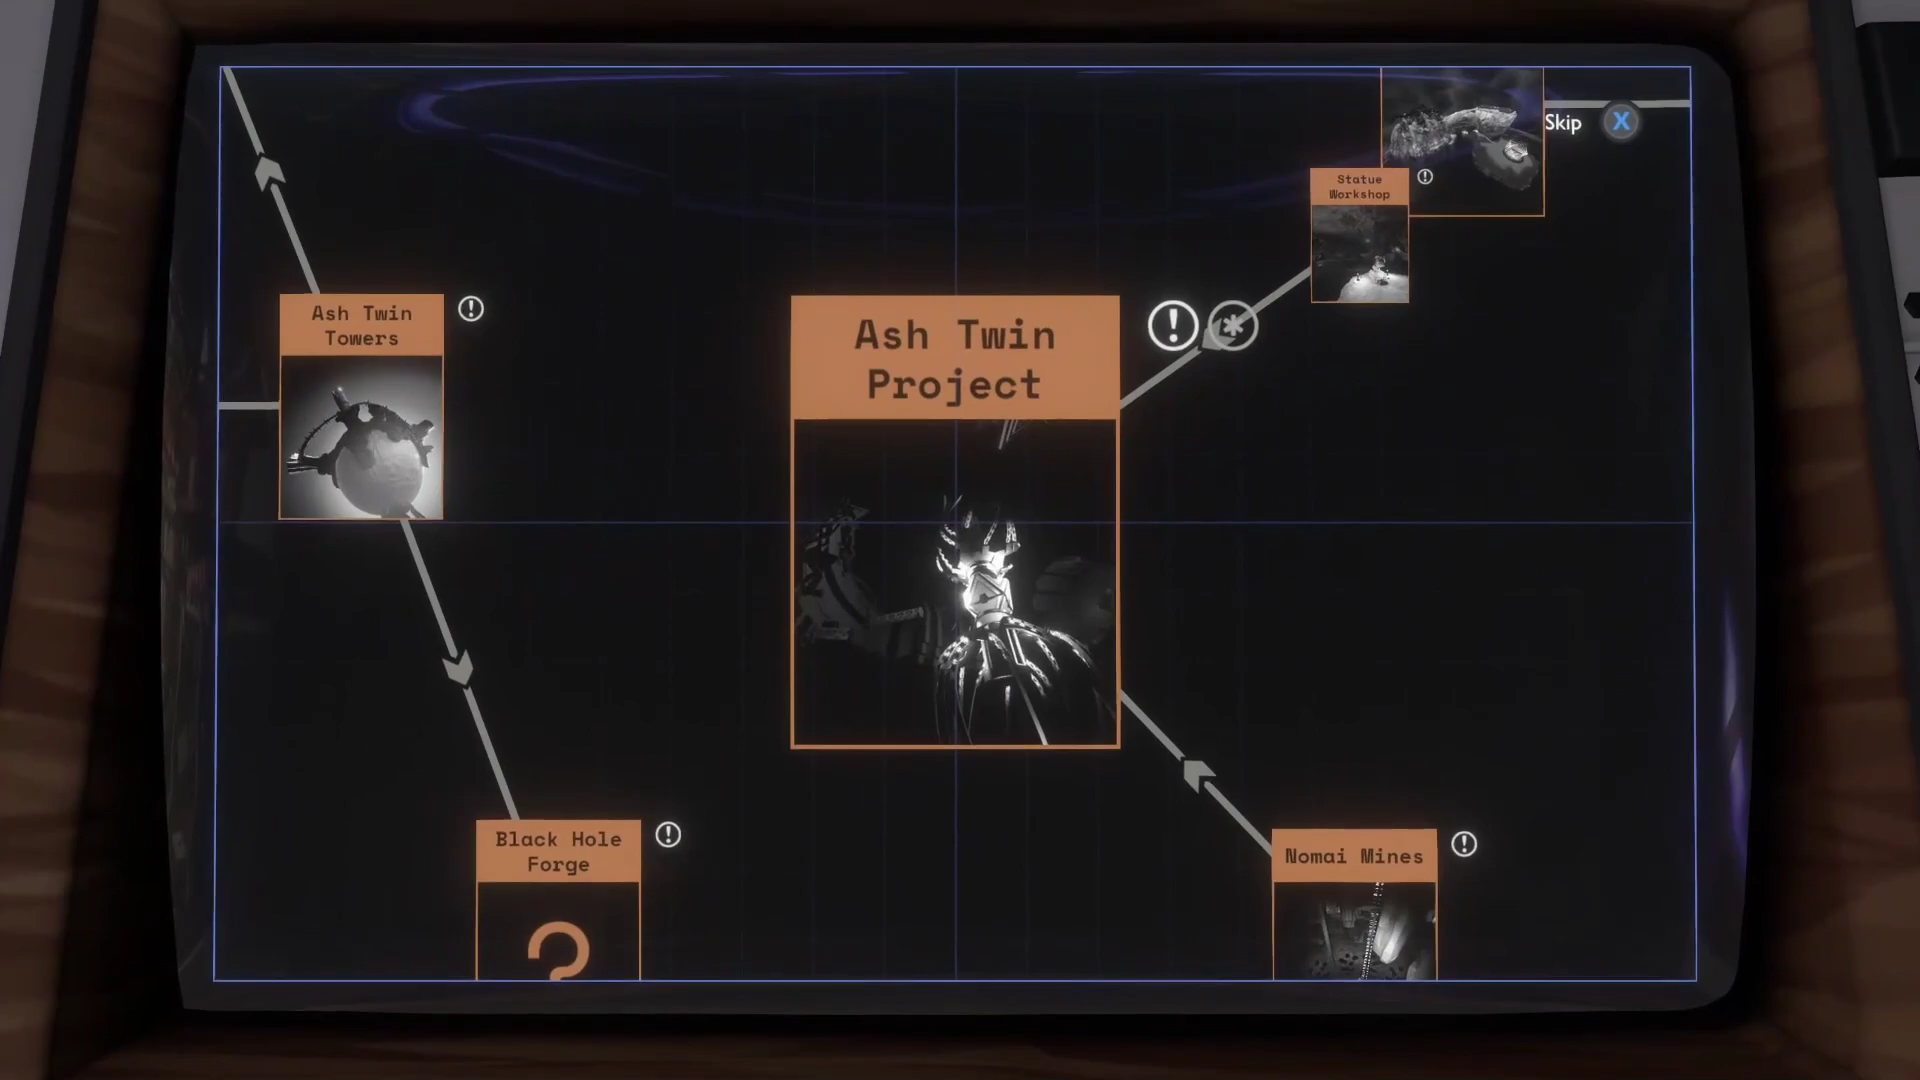 Skip X
Statue
Workshop
Ash Twin
Towers
Ash Twin
Project
Black Hole
Forge
?
Nomai Mines